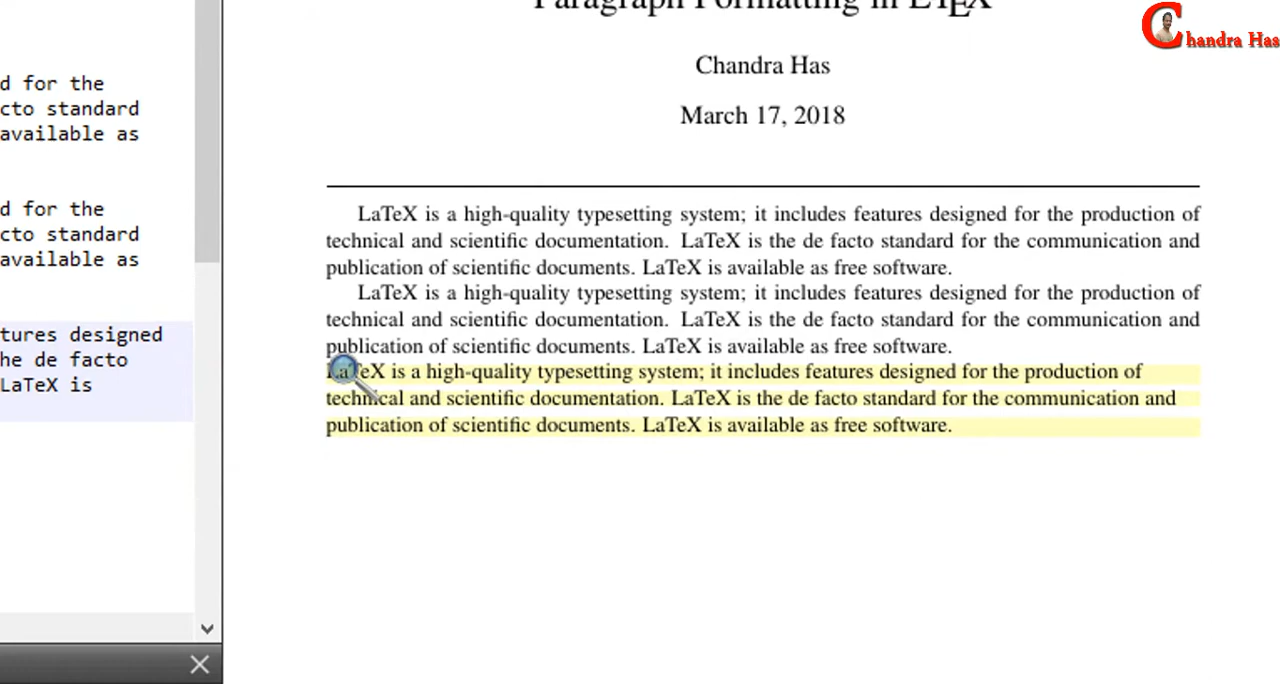 Paragraph Formatting in LATEX
Chandra Has
Chandra Has
March 17, 2018
d for the
cto standard
available as
d for the
cto standard
available as
tures designed
he de facto
LaTeX is
LaTeX is a high-quality typesetting system; it includes features designed for the production of
technical and scientific documentation. LaTeX is the de facto standard for the communication and
publication of scientific documents. LaTeX is available as free software.
LaTeX is a high-quality typesetting system; it includes features designed for the production of
technical and scientific documentation. LaTeX is the de facto standard for the communication and
publication of scientific documents. LaTeX is available as free software.
LaTeX is a high-quality typesetting system; it includes features designed for the production of
technical and scientific documentation. LaTeX is the de facto standard for the communication and
publication of scientific documents. LaTeX is available as free software.